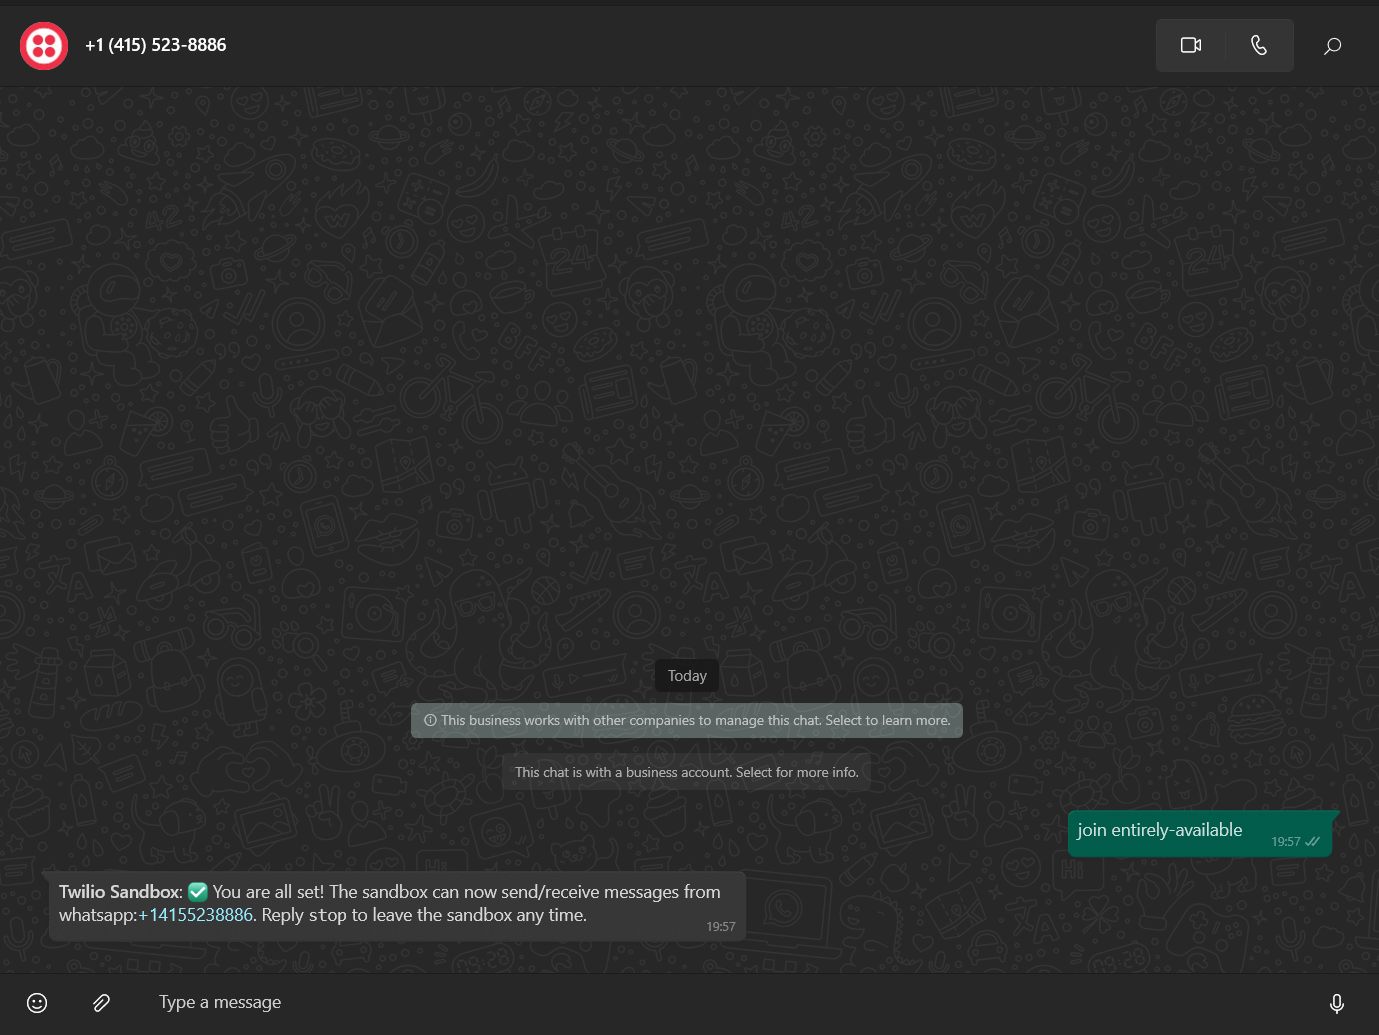 +1 (415) 523-8886
Today
This business works with other companies to manage this chat. Select to learn more.
This chat is with a business account. Select for more info.
join entirely-available
19:57
Twilio Sandbox: ✅ You are all set! The sandbox can now send/receive messages from
whatsapp:+14155238886. Reply stop to leave the sandbox any time.
19:57
Type a message